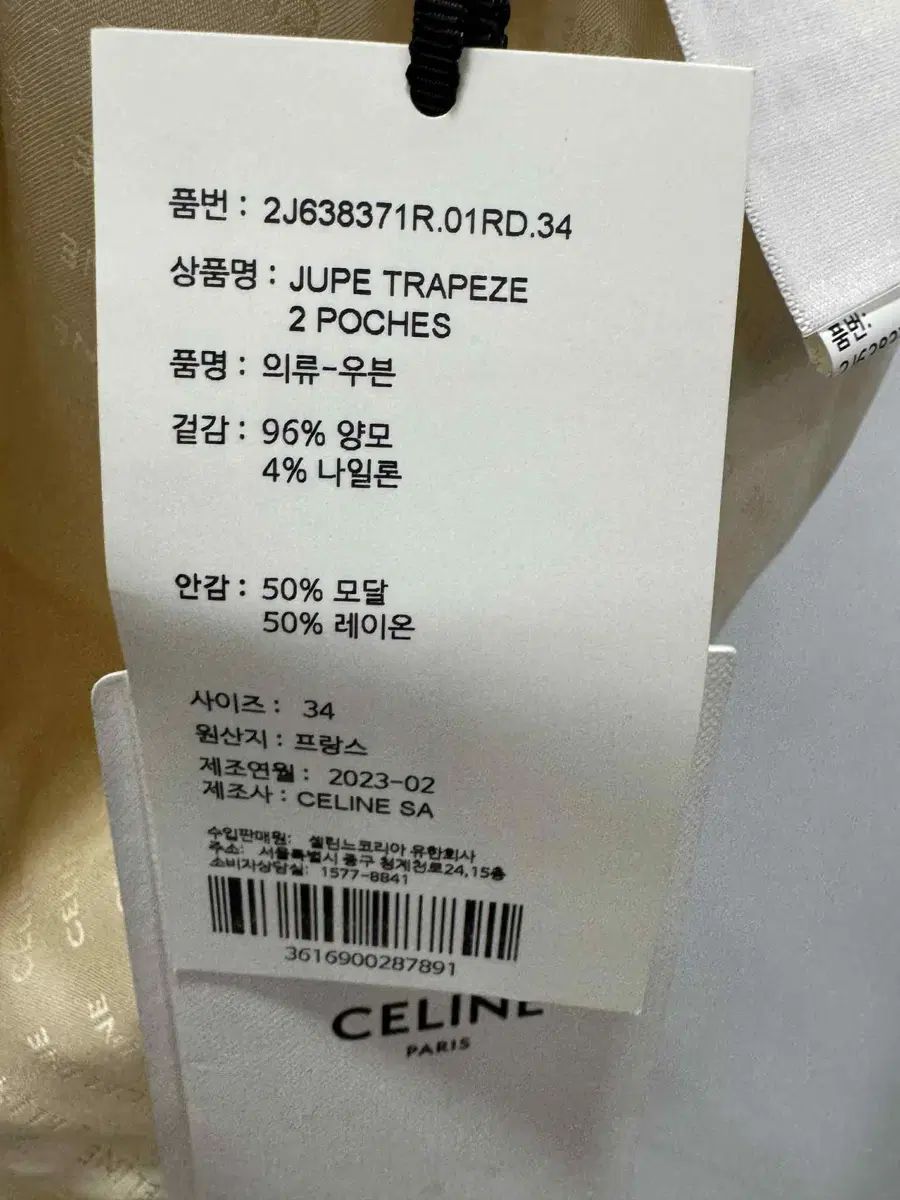 품번 : 2J638371R.01RD.34
상품명 : JUPE TRAPEZE
2 POCHES
품명 : 의류-우븐
겉감 : 96% 양모
4% 나일론
안감 : 50% 모달
50% 레이온
사이즈 : 34
원산지 : 프랑스
제조연월 : 2023-02
제조사 : CELINE SA
수입판매원: 셀린느코리아 유한회사
주소: 서울특별시 중구 청계천로24,15층
소비자상담실: 1577-8841
3616900287891
CELINE
PARIS
품번: